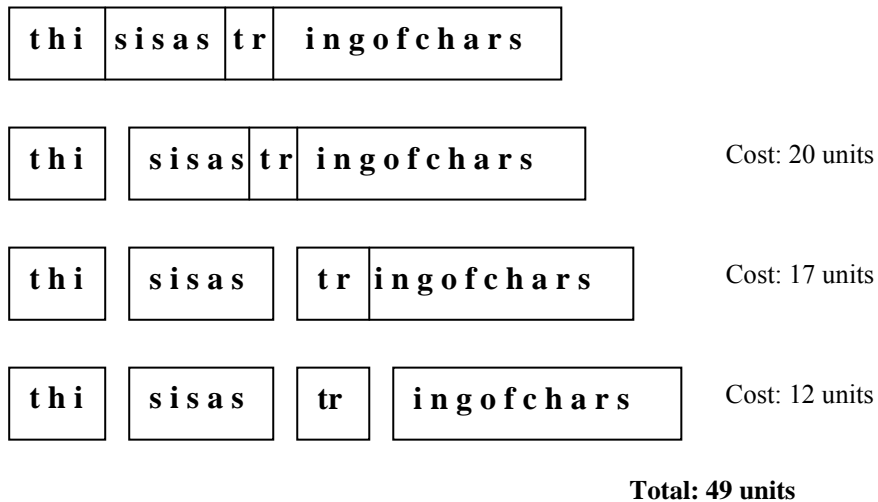 t h i s i s a s t r i n g o f c h a r s
t h i s i s a s t r i n g o f c h a r s Cost: 20 units
t h i s i s a s t r i n g o f c h a r s Cost: 17 units
t h i s i s a s tr i n g o f c h a r s Cost: 12 units
Total: 49 units